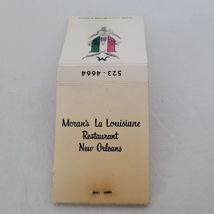 523-4664
Moran's La Louisiane
Restaurant
New Orleans